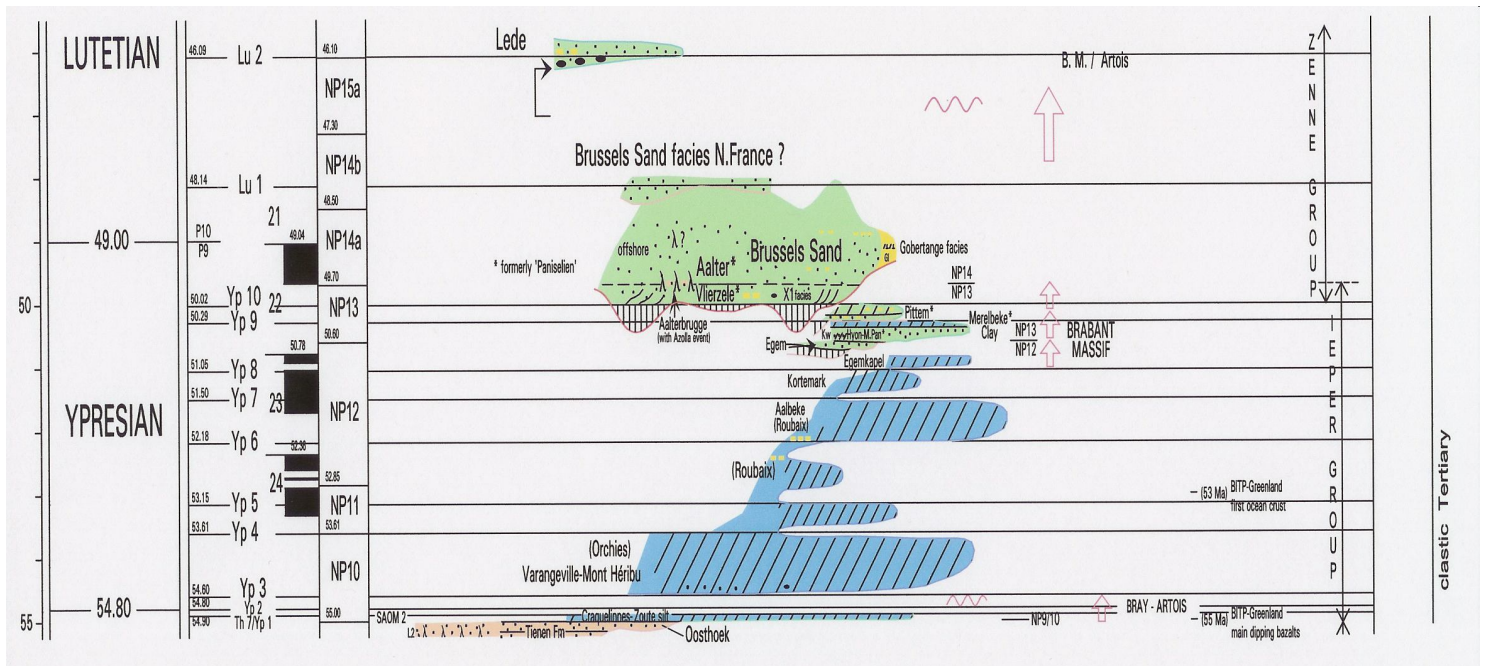 LUTETIAN
YPRESIAN
49.00
54.80
50
55
46.09
Lu 2
48.14
Lu 1
21
P10
P9
49.04
50.02
Yp 10
22
50.29
Yp 9
50.78
51.05
Yp 8
51.50
Yp 7
23
52.18
Yp 6
52.36
24
53.15
Yp 5
53.61
Yp 4
54.60
Yp 3
54.80
Yp 2
54.90
Th 7/Yp 1
46.10
NP15a
47.30
NP14b
48.50
NP14a
49.70
NP13
50.60
NP12
52.85
NP11
53.61
NP10
55.00
Lede
B. M. / Artois
Brussels Sand facies N.France ?
offshore
λ ?
Brussels Sand
Gobertange facies
GI
* formerly 'Paniselien'
Aalter*
λ λ λ
Vlierzele*
X1 facies
NP14
NP13
Aalterbrugge
(with Azolla event)
Pittem*
Merelbeke*
Clay
Kw
Hyon-M.Pan*
NP13
NP12
BRABANT
MASSIF
Egem
Egemkapel
Kortemark
Aalbeke
(Roubaix)
(Roubaix)
(53 Ma)
BITP-Greenland
first ocean crust
(Orchies)
Varangeville-Mont Héribu
BRAY - ARTOIS
SAOM 2
Craquelinnes-Zoute silt
NP9/10
(55 Ma)
BITP-Greenland
main dipping bazalts
L2
λ λ λ λ
Tienen Fm
Oosthoek
ZENNE GROUP
IEPER GROUP
clastic Tertiary